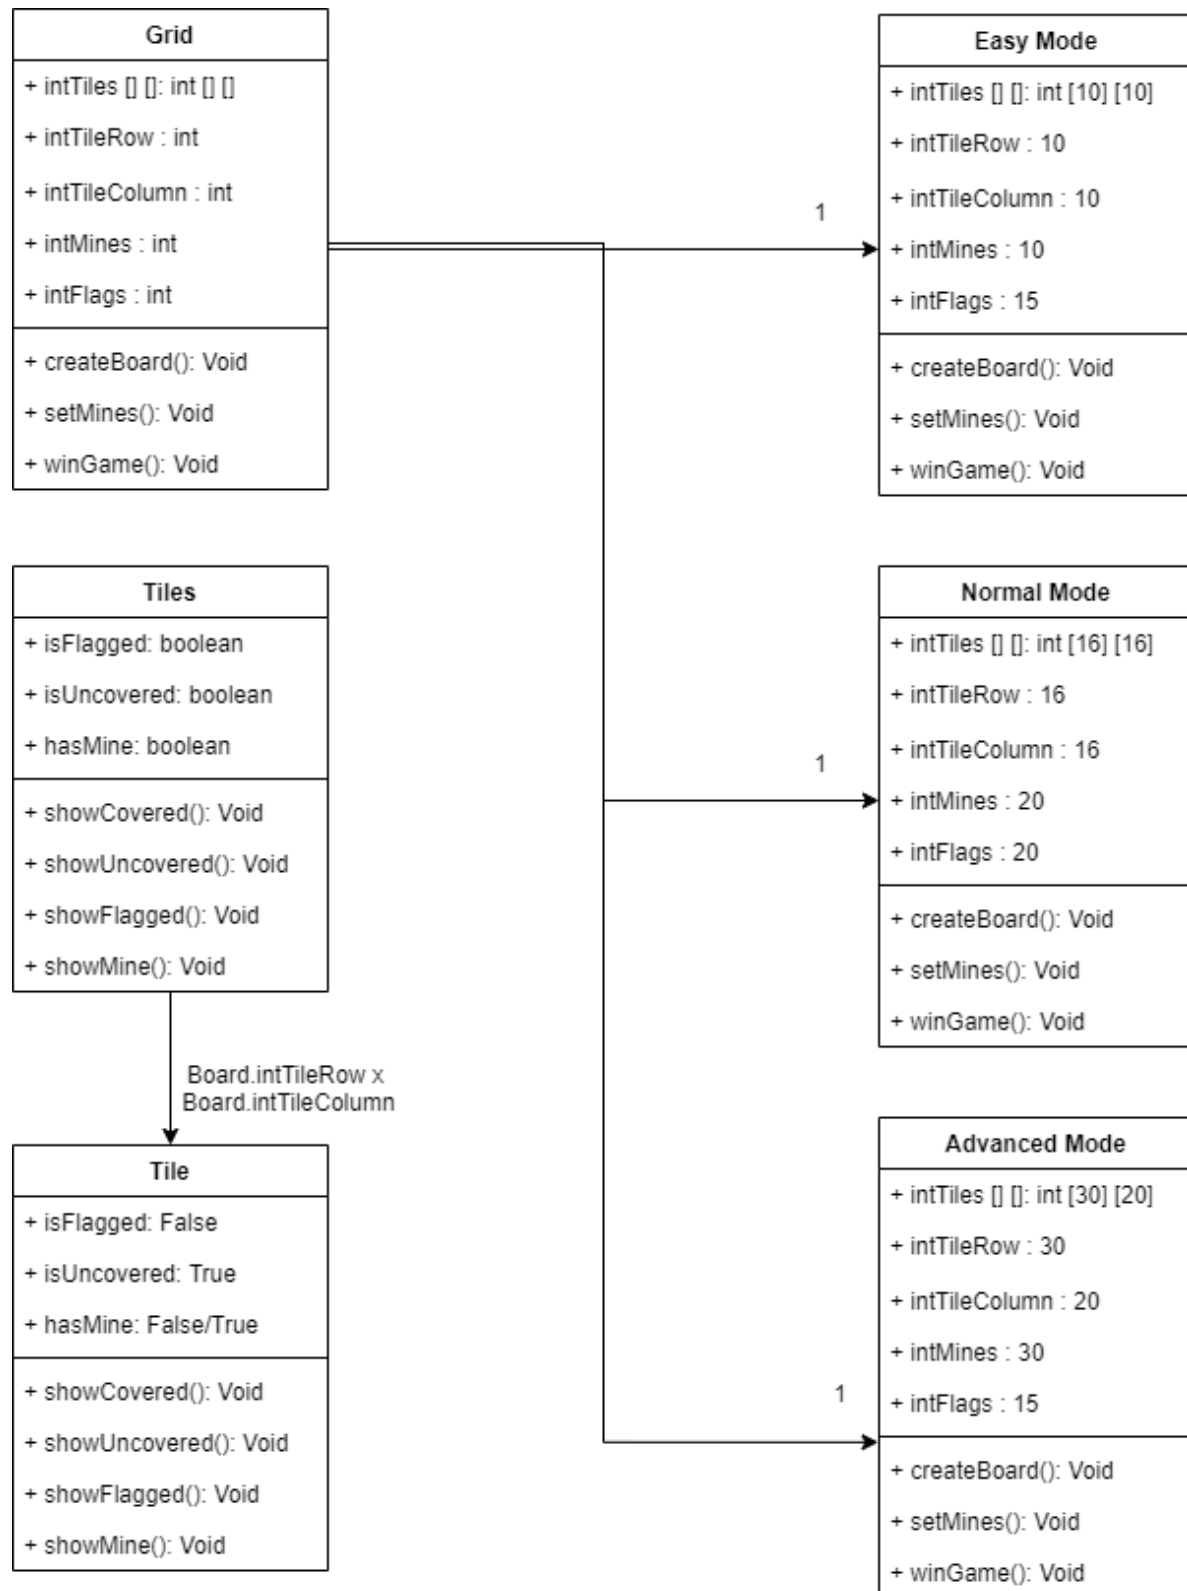 Grid
+ intTiles [] []: int [] []
+ intTileRow : int
+ intTileColumn : int
+ intMines : int
+ intFlags : int
+ createBoard(): Void
+ setMines(): Void
+ winGame(): Void
Tiles
+ isFlagged: boolean
+ isUncovered: boolean
+ hasMine: boolean
+ showCovered(): Void
+ showUncovered(): Void
+ showFlagged(): Void
+ showMine(): Void
Board.intTileRow x
Board.intTileColumn
Tile
+ isFlagged: False
+ isUncovered: True
+ hasMine: False/True
+ showCovered(): Void
+ showUncovered(): Void
+ showFlagged(): Void
+ showMine(): Void
1
Easy Mode
+ intTiles [] []: int [10] [10]
+ intTileRow : 10
+ intTileColumn : 10
+ intMines : 10
+ intFlags : 15
+ createBoard(): Void
+ setMines(): Void
+ winGame(): Void
1
Normal Mode
+ intTiles [] []: int [16] [16]
+ intTileRow : 16
+ intTileColumn : 16
+ intMines : 20
+ intFlags : 20
+ createBoard(): Void
+ setMines(): Void
+ winGame(): Void
1
Advanced Mode
+ intTiles [] []: int [30] [20]
+ intTileRow : 30
+ intTileColumn : 20
+ intMines : 30
+ intFlags : 15
+ createBoard(): Void
+ setMines(): Void
+ winGame(): Void